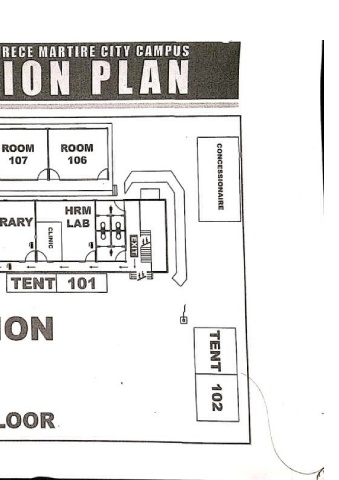 RECE MARTIRE CITY CAMPUS
ION PLAN
ROOM
107
ROOM
106
CONCESSIONAIRE
RARY
CLINIC
HRM
LAB
EXIT
TENT 101
ION
TENT 102
LOOR